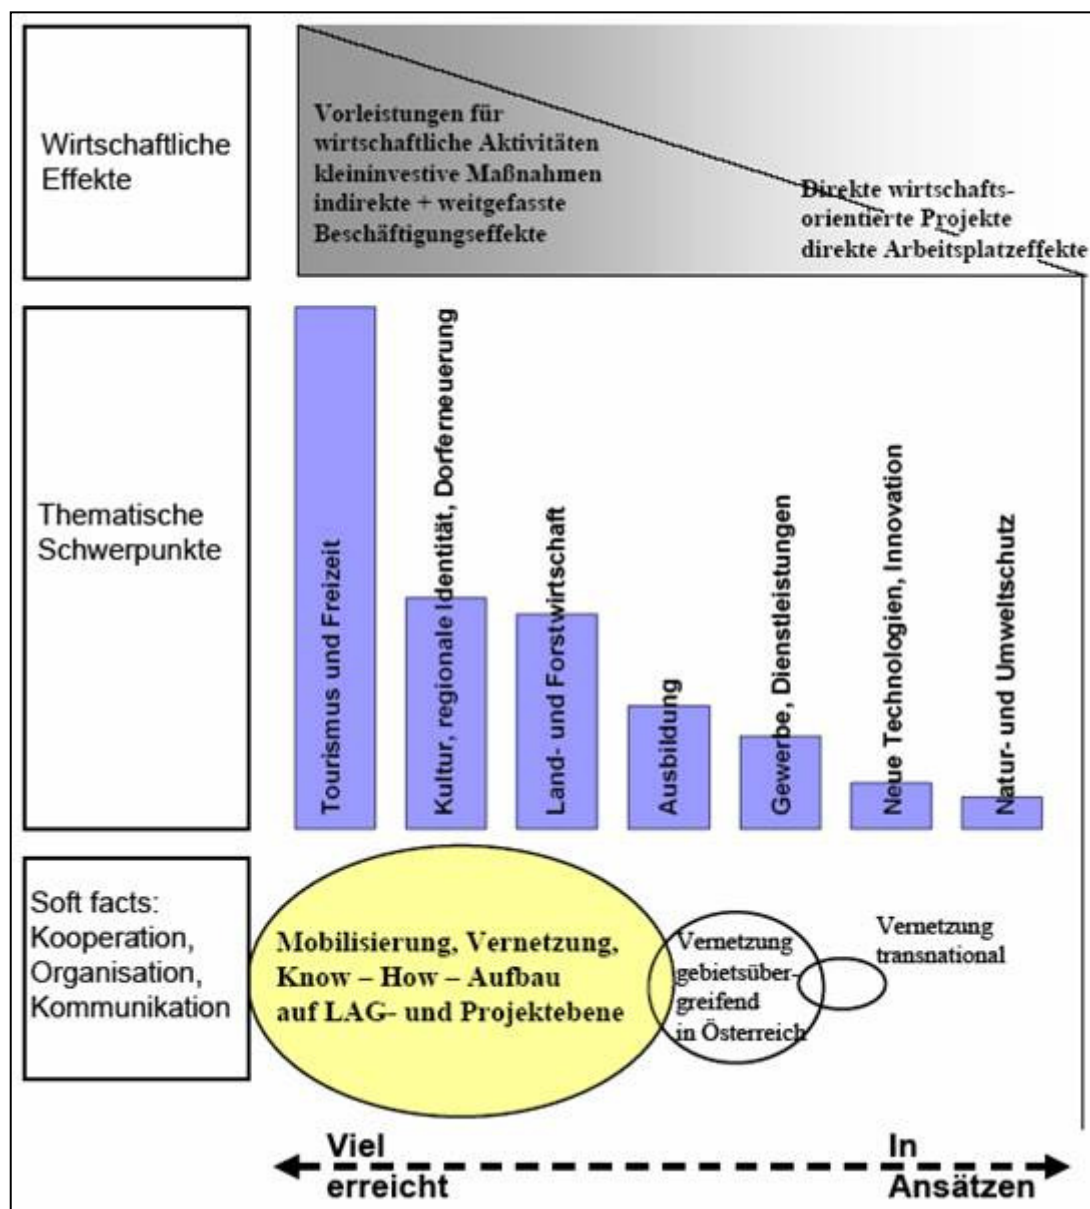 Wirtschaftliche
Effekte
Vorleistungen für
wirtschaftliche Aktivitäten
kleininvestive Maßnahmen
indirekte + weitgefasste
Beschäftigungseffekte
Direkte wirtschafts-
orientierte Projekte
direkte Arbeitsplatzeffekte
Thematische
Schwerpunkte
Tourismus und Freizeit
Kultur, regionale Identität, Dorferneuerung
Land- und Forstwirtschaft
Ausbildung
Gewerbe, Dienstleistungen
Neue Technologien, Innovation
Natur- und Umweltschutz
Soft facts:
Kooperation,
Organisation,
Kommunikation
Mobilisierung, Vernetzung,
Know – How – Aufbau
auf LAG- und Projektebene
Vernetzung
gebietsüber-
greifend
in Österreich
Vernetzung
transnational
Viel
erreicht
In
Ansätzen